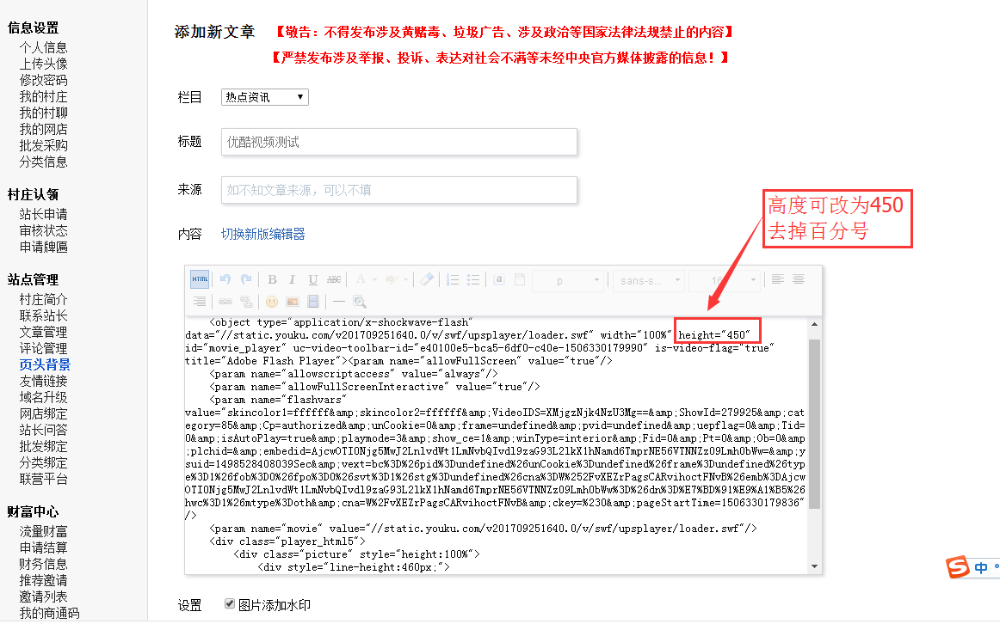 信息设置
个人信息
上传头像
修改密码
我的村庄
我的村聊
我的网店
批发采购
分类信息
村庄认领
站长申请
审核状态
申请牌匾
站点管理
村庄简介
联系站长
文章管理
评论管理
页头背景
友情链接
域名升级
网店绑定
站长问答
批发绑定
分类绑定
联营平台
财富中心
流量财富
申请结算
财务信息
推荐邀请
邀请列表
我的商通码
添加新文章 【敬告：不得发布涉及黄赌毒、垃圾广告、涉及政治等国家法律法规禁止的内容】
【严禁发布涉及举报、投诉、表达对社会不满等未经中央官方媒体披露的信息！】
栏目 热点资讯
标题 优酷视频测试
来源 如不知文章来源，可以不填
内容 切换新版编辑器
高度可改为450
去掉百分号
HTML B I U ABC A ab a p sans-s... 16
<object type="application/x-shockwave-flash"
data="//static.youku.com/v201709251640.0/v/swf/upsplayer/loader.swf" width="100%" height="450"
id="movie_player" uc-video-toolbar-id="e40100e5-bca5-6df0-c40e-1506330179990" is-video-flag="true"
title="Adobe Flash Player"><param name="allowFullScreen" value="true"/>
<param name="allowscriptaccess" value="always"/>
<param name="allowFullScreenInteractive" value="true"/>
<param name="flashvars"
value="skincolor1=ffffff&amp;skincolor2=ffffff&amp;VideoIDS=XMjgzNjk4NzU3Mg==&amp;ShowId=279925&amp;cat
egory=85&amp;Cp=authorized&amp;unCookie=0&amp;frame=undefined&amp;pvid=undefined&amp;uepflag=0&amp;Tid=
0&amp;isAutoPlay=true&amp;playmode=3&amp;show_ce=1&amp;winType=interior&amp;Fid=0&amp;Pt=0&amp;Ob=0&amp
;plchid=&amp;embedid=AjcwOTI0Njg5MwJ2LnlvdWt1LmNvbQIvdl9zaG93L2lkX1hNamd6TmprNE56VTNNZz09Lmh0bWw=&amp;y
suid=1498528408039Sec&amp;vext=bc%3D%26pid%3Dundefined%26unCookie%3Dundefined%26frame%3Dundefined%26typ
e%3D1%26fob%3D0%26fpo%3D0%26svt%3D1%26stg%3Dundefined%26cna%3DW%252FvXEZrPagsCARvihoctFNvB%26emb%3DAjcw
OTI0Njg5MwJ2LnlvdWt1LmNvbQIvdl9zaG93L2lkX1hNamd6TmprNE56VTNNZz09Lmh0bWw%3D%26dn%3D%E7%BD%91%E9%A1%B5%26
hwc%3D1%26mtype%3Doth&amp;cna=W%2FvXEZrPagsCARvihoctFNvB&amp;ckey=%230&amp;pageStartTime=1506330179836"
/>
<param name="movie" value="//static.youku.com/v201709251640.0/v/swf/upsplayer/loader.swf"/>
<div class="player_html5">
<div class="picture" style="height:100%">
<div style="line-height:460px;">
设置 图片添加水印
S 中